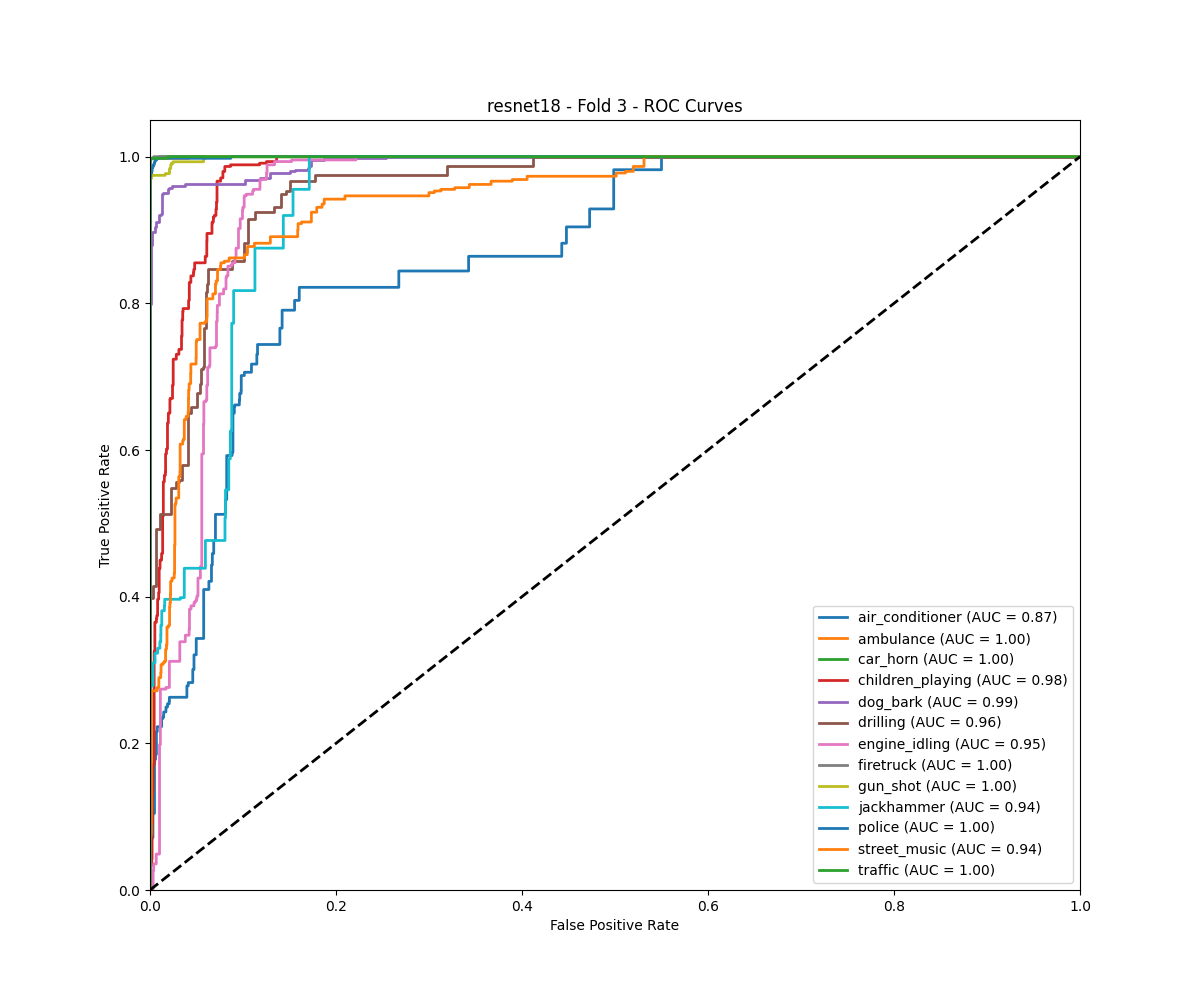 resnet18 - Fold 3 - ROC Curves
True Positive Rate
1.0
0.8
0.6
0.4
0.2
0.0
0.0 0.2 0.4 0.6 0.8 1.0
False Positive Rate
air_conditioner (AUC = 0.87)
ambulance (AUC = 1.00)
car_horn (AUC = 1.00)
children_playing (AUC = 0.98)
dog_bark (AUC = 0.99)
drilling (AUC = 0.96)
engine_idling (AUC = 0.95)
firetruck (AUC = 1.00)
gun_shot (AUC = 1.00)
jackhammer (AUC = 0.94)
police (AUC = 1.00)
street_music (AUC = 0.94)
traffic (AUC = 1.00)